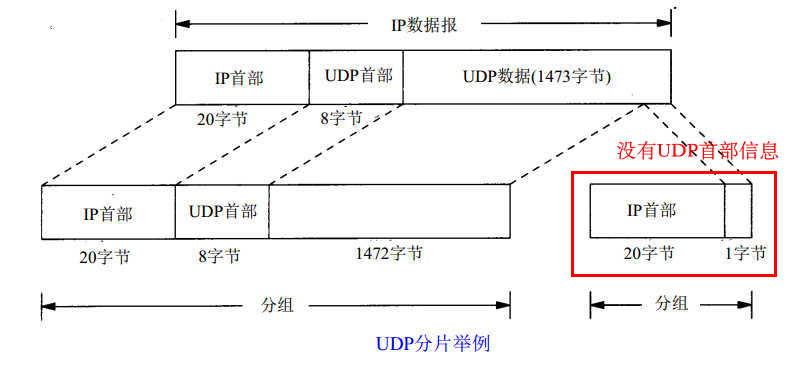 IP数据报
IP首部 UDP首部 UDP数据(1473字节)
20字节 8字节
没有UDP首部信息
IP首部 UDP首部 IP首部
20字节 8字节 1472字节 20字节 1字节
分组 分组
UDP分片举例